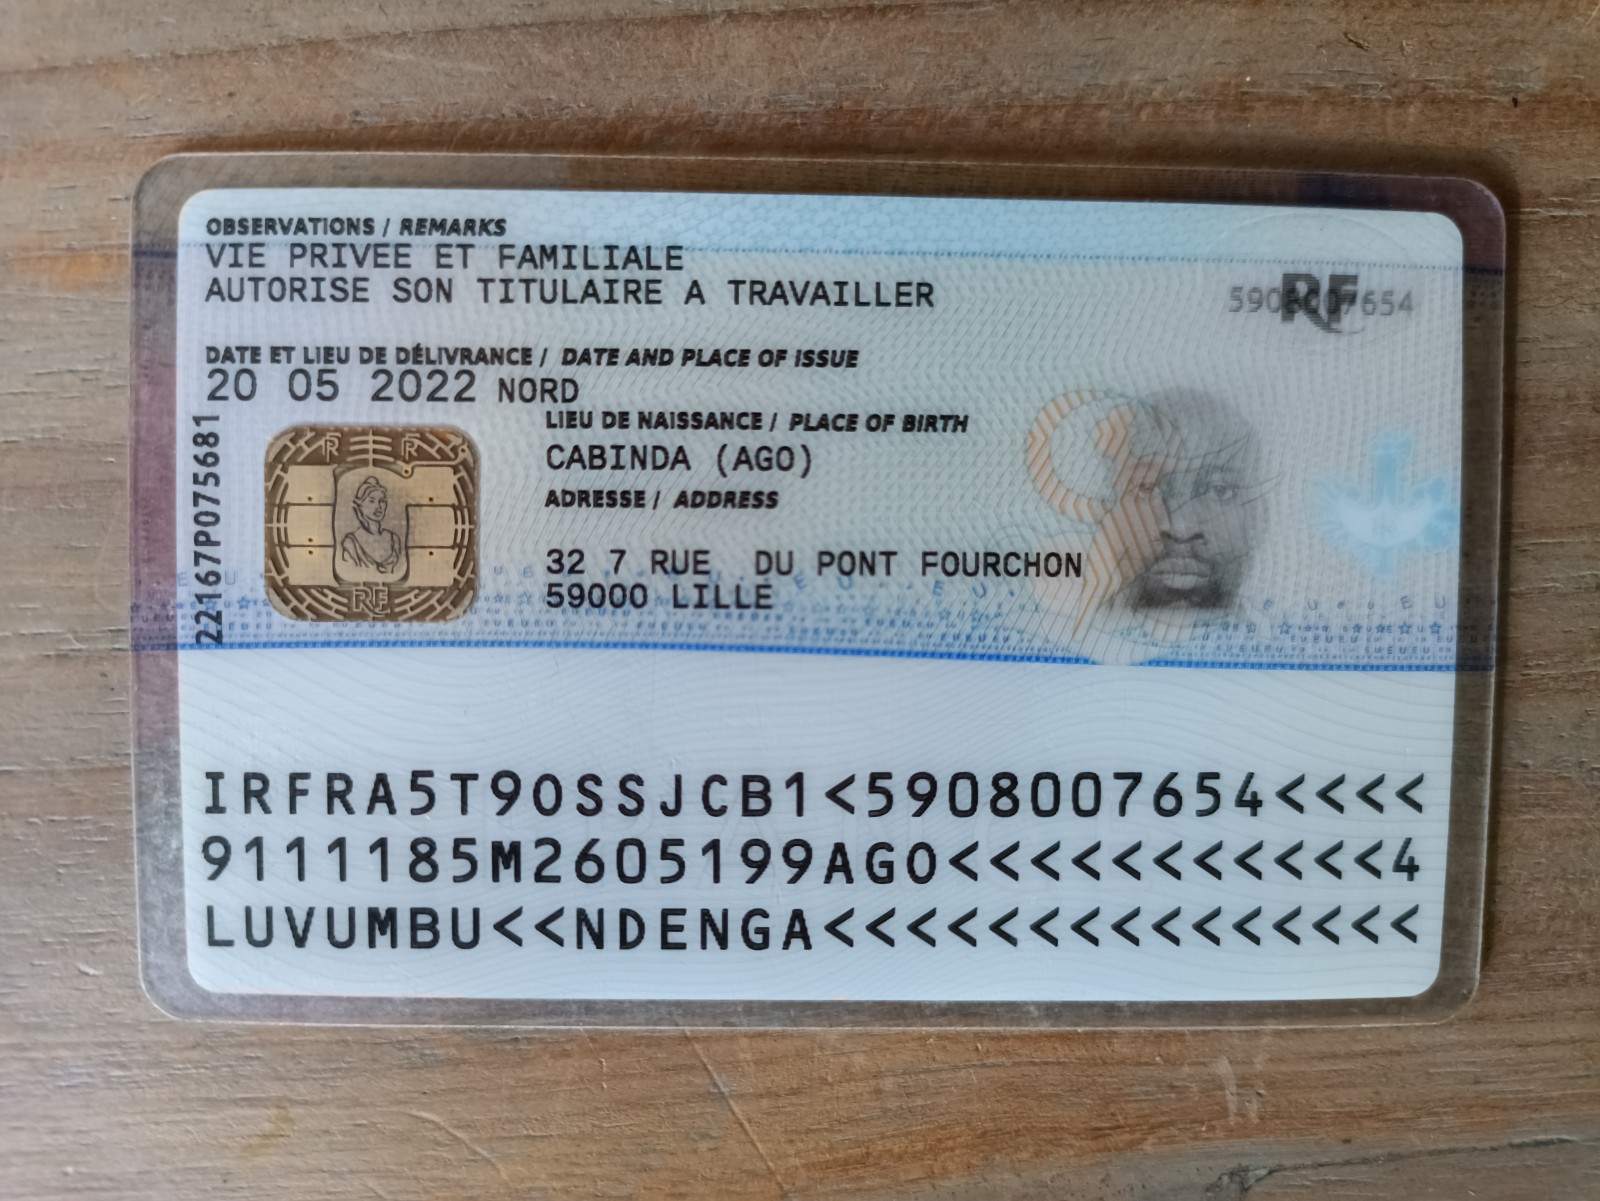 OBSERVATIONS / REMARKS
VIE PRIVEE ET FAMILIALE
AUTORISE SON TITULAIRE A TRAVAILLER
RF
5908007654
DATE ET LIEU DE DÉLIVRANCE / DATE AND PLACE OF ISSUE
20 05 2022 NORD
22167P075681
LIEU DE NAISSANCE / PLACE OF BIRTH
CABINDA (AGO)
ADRESSE / ADDRESS
32 7 RUE DU PONT FOURCHON
59000 LILLE
RF
IRFRA5T90SSJCB1<5908007654<<<<
9111185M2605199AGO<<<<<<<<<<<4
LUVUMBU<<NDENGA<<<<<<<<<<<<<<<